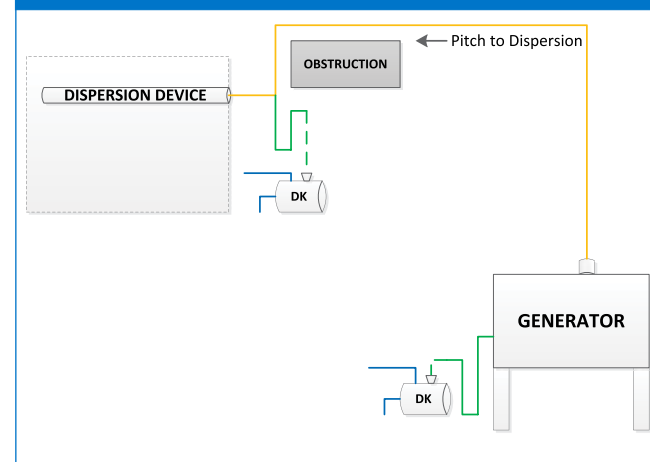 Pitch to Dispersion
OBSTRUCTION
DISPERSION DEVICE
DK
GENERATOR
DK